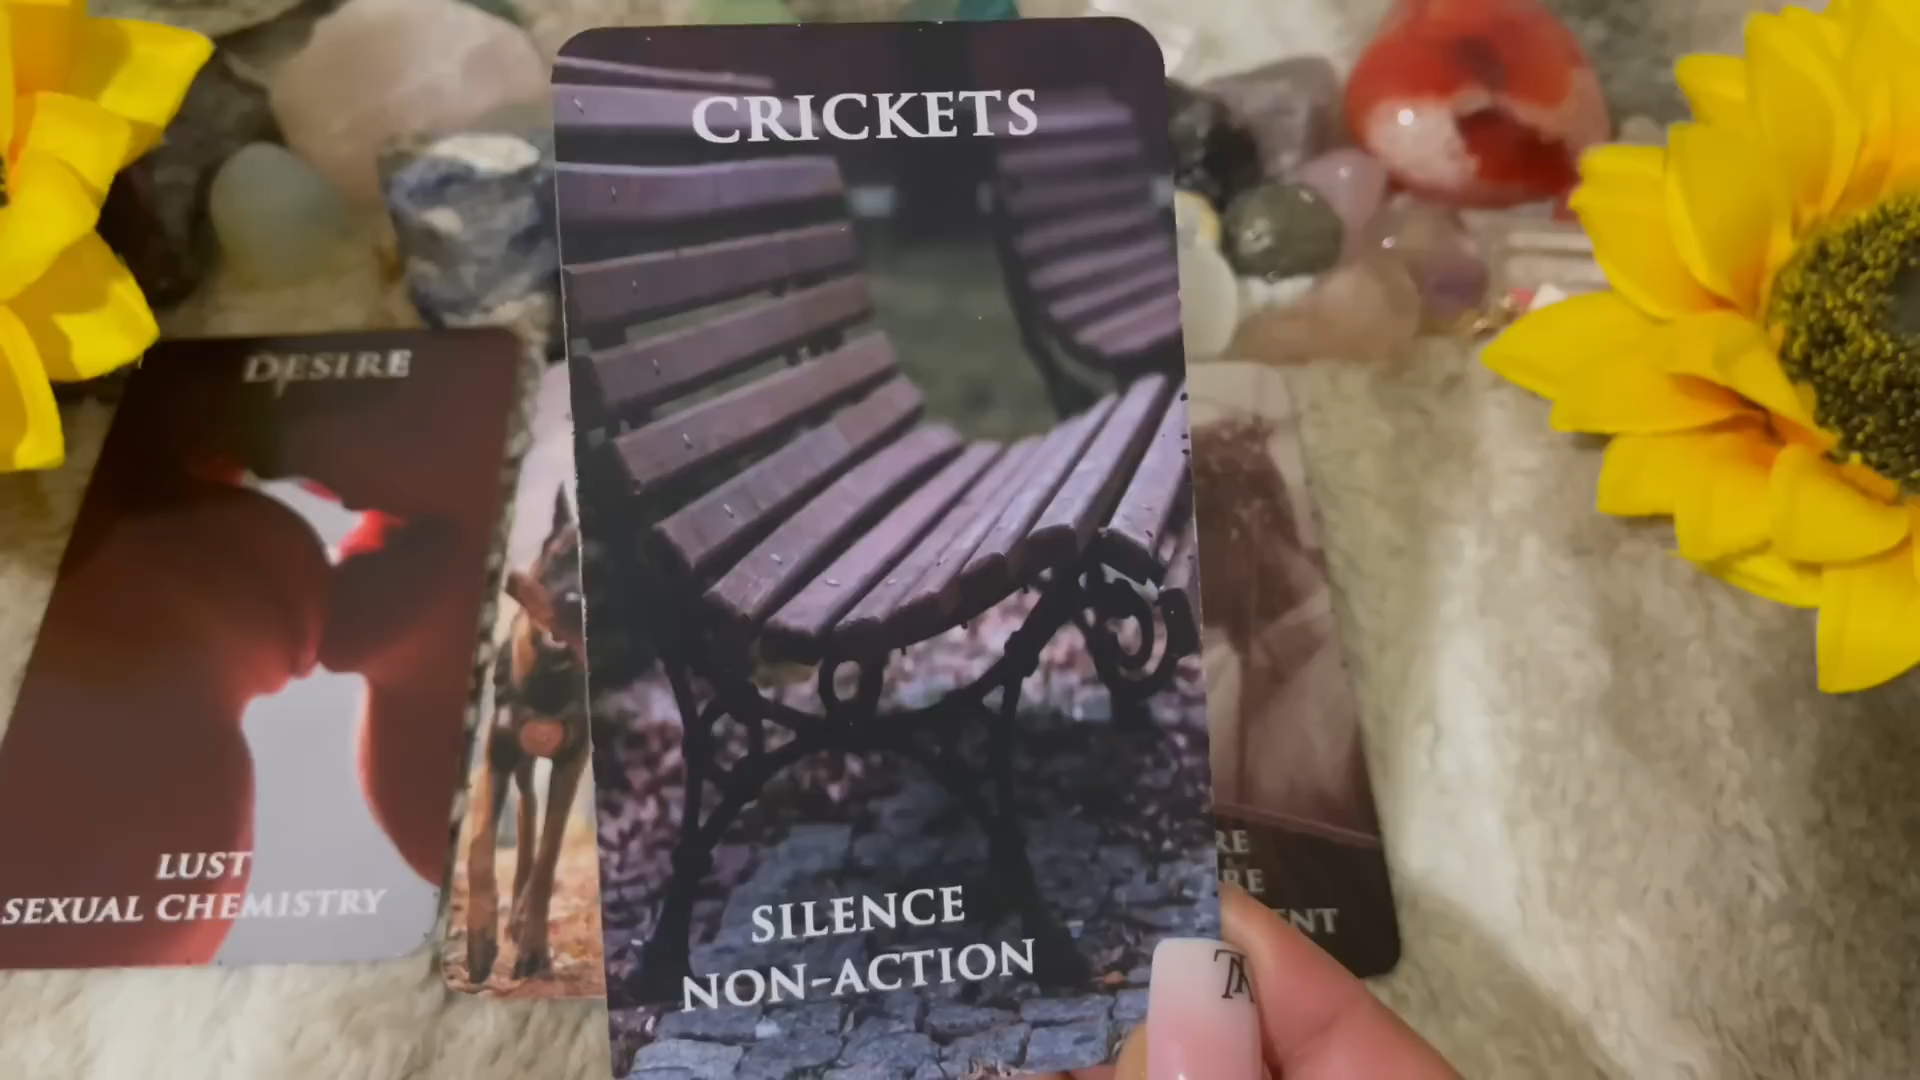 CRICKETS
SILENCE
NON-ACTION
DESIRE
LUST
SEXUAL CHEMISTRY